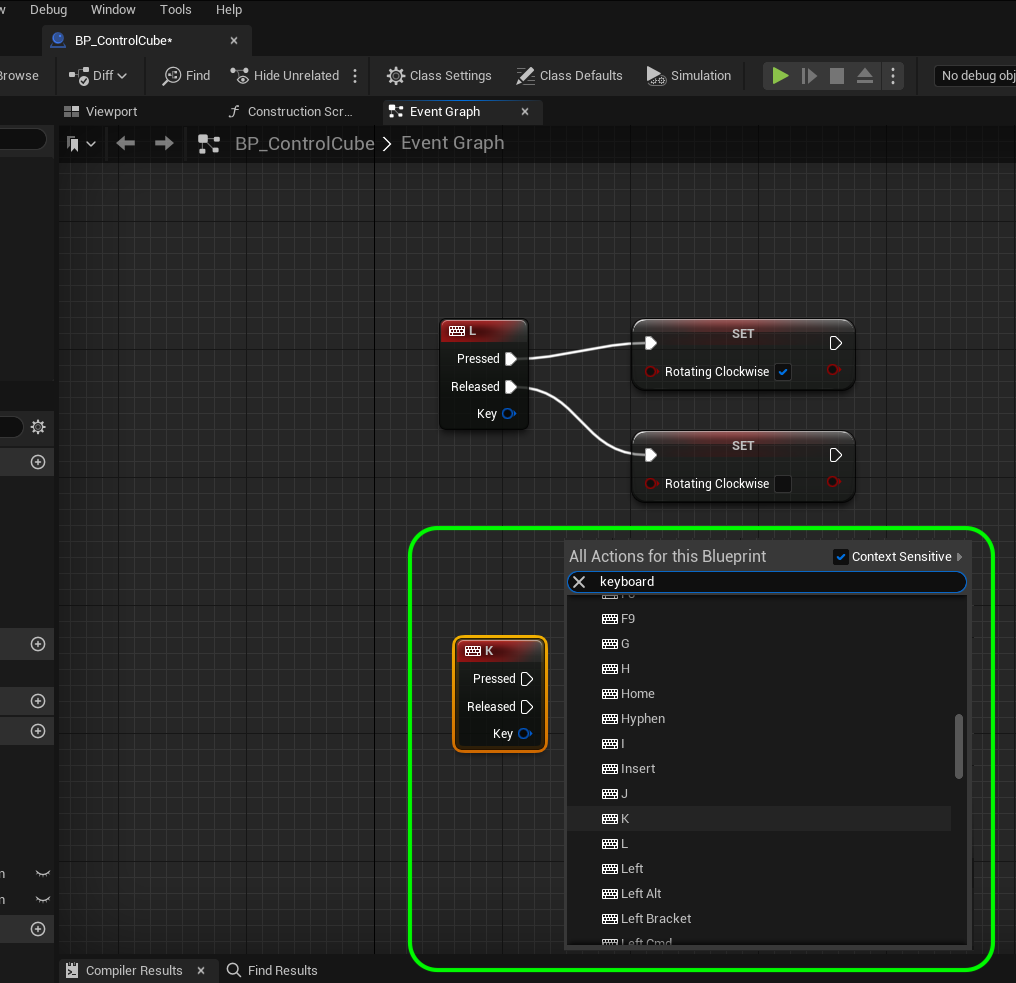 Debug Window Tools Help
BP_ControlCube*
Browse Diff Find Hide Unrelated Class Settings Class Defaults Simulation No debug obj
Viewport Construction Scr... Event Graph
BP_ControlCube > Event Graph
L
Pressed
Released
Key
SET
Rotating Clockwise
SET
Rotating Clockwise
All Actions for this Blueprint Context Sensitive
keyboard
F9
G
H
Home
Hyphen
I
Insert
J
K
L
Left
Left Alt
Left Bracket
Left Cmd
K
Pressed
Released
Key
Compiler Results Find Results